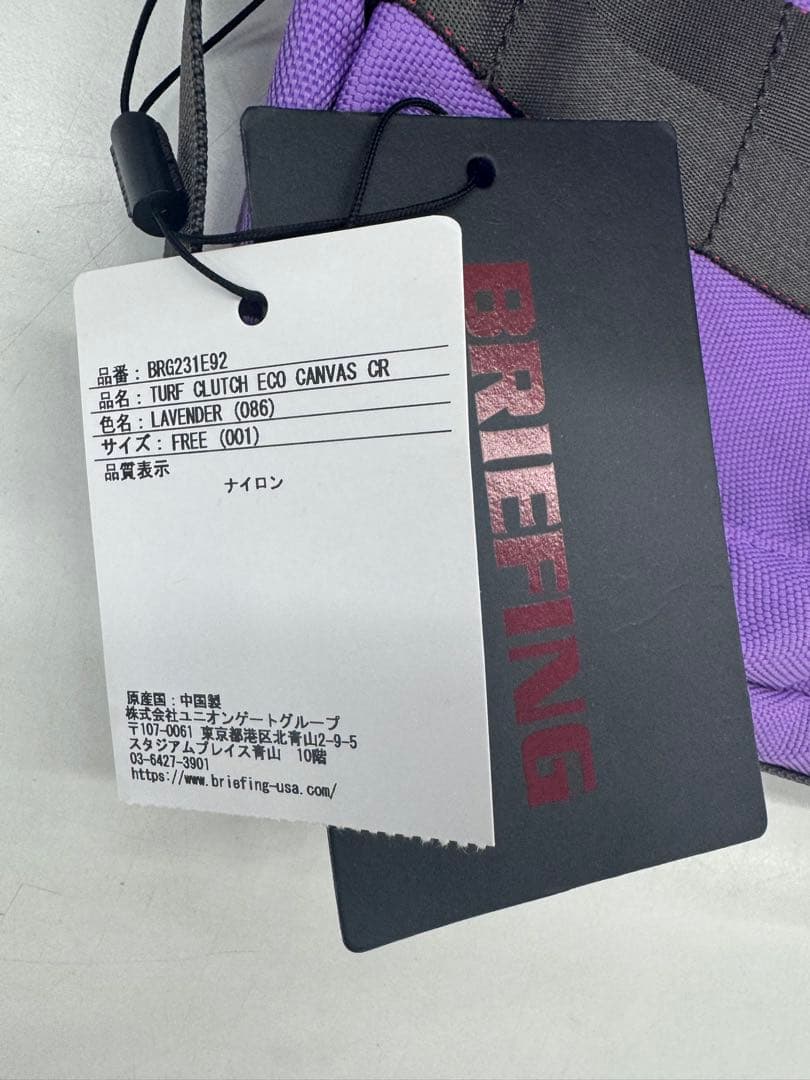 品番：BRG231E92
品名：TURF CLUTCH ECO CANVAS CR
色名：LAVENDER (086)
サイズ：FREE (001)
品質表示
ナイロン
原産国：中国製
株式会社ユニオンゲートグループ
〒107-0061 東京都港区北青山2-9-5
スタジアムプレイス青山 10階
03-6427-3901
https://www.briefing-usa.com/
BRIEFING